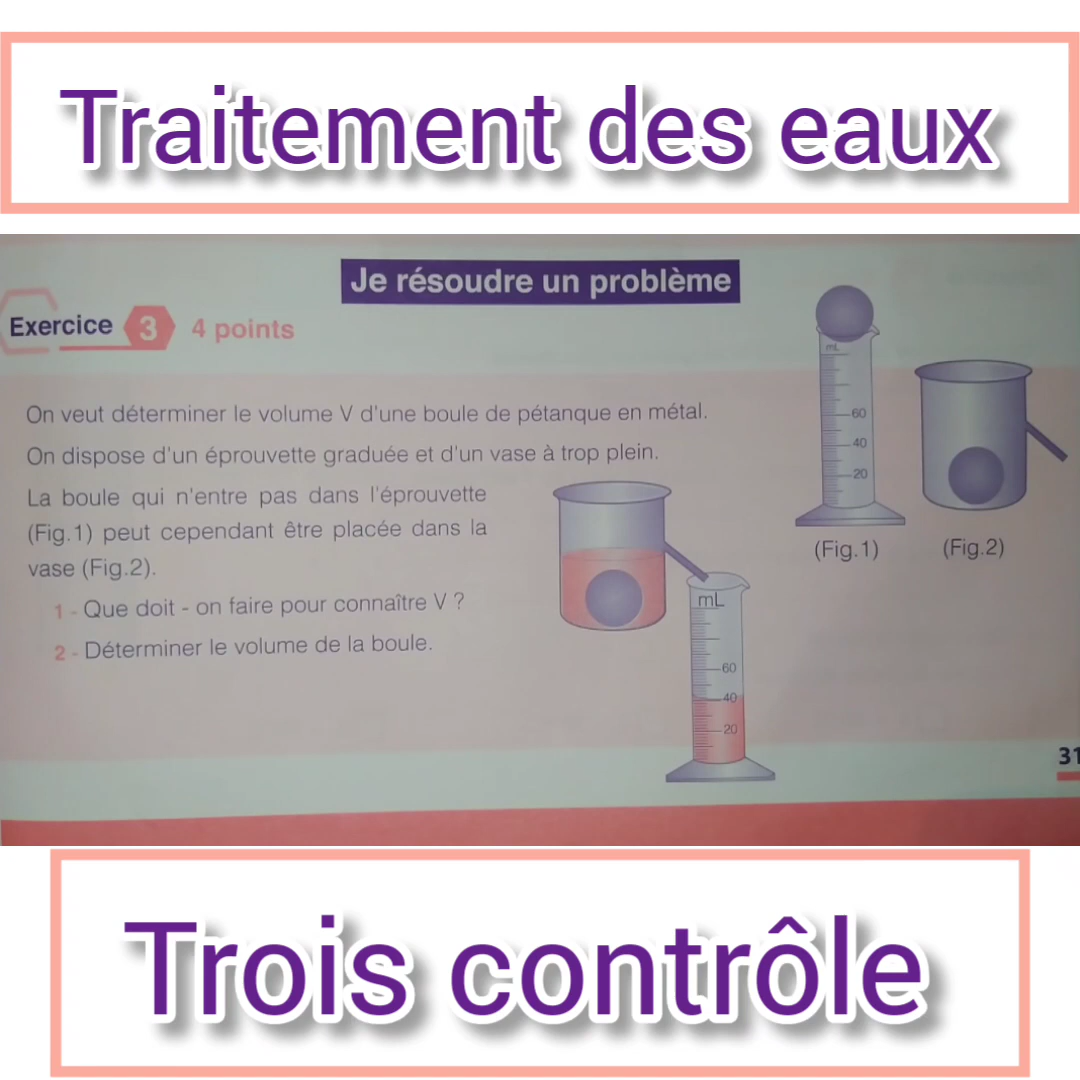 Traitement des eaux
Je résoudre un problème
Exercice 3 4 points
On veut déterminer le volume V d'une boule de pétanque en métal.
On dispose d'un éprouvette graduée et d'un vase à trop plein.
La boule qui n'entre pas dans l'éprouvette
(Fig.1) peut cependant être placée dans la
vase (Fig.2).
1 - Que doit - on faire pour connaître V ?
2 - Déterminer le volume de la boule.
mL
60
40
20
(Fig.1)
(Fig.2)
mL
60
40
20
31
Trois contrôle